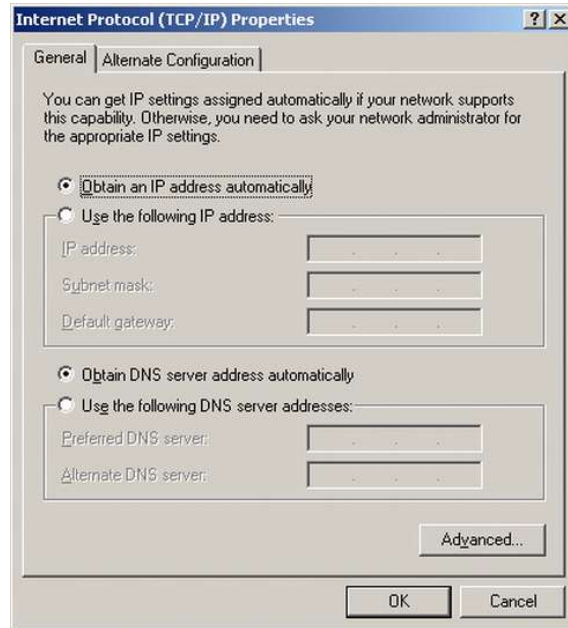 Internet Protocol (TCP/IP) Properties
General
Alternate Configuration
You can get IP settings assigned automatically if your network supports
this capability. Otherwise, you need to ask your network administrator for
the appropriate IP settings.
Obtain an IP address automatically
Use the following IP address:
IP address:
Subnet mask:
Default gateway:
Obtain DNS server address automatically
Use the following DNS server addresses:
Preferred DNS server:
Alternate DNS server:
Advanced...
OK
Cancel